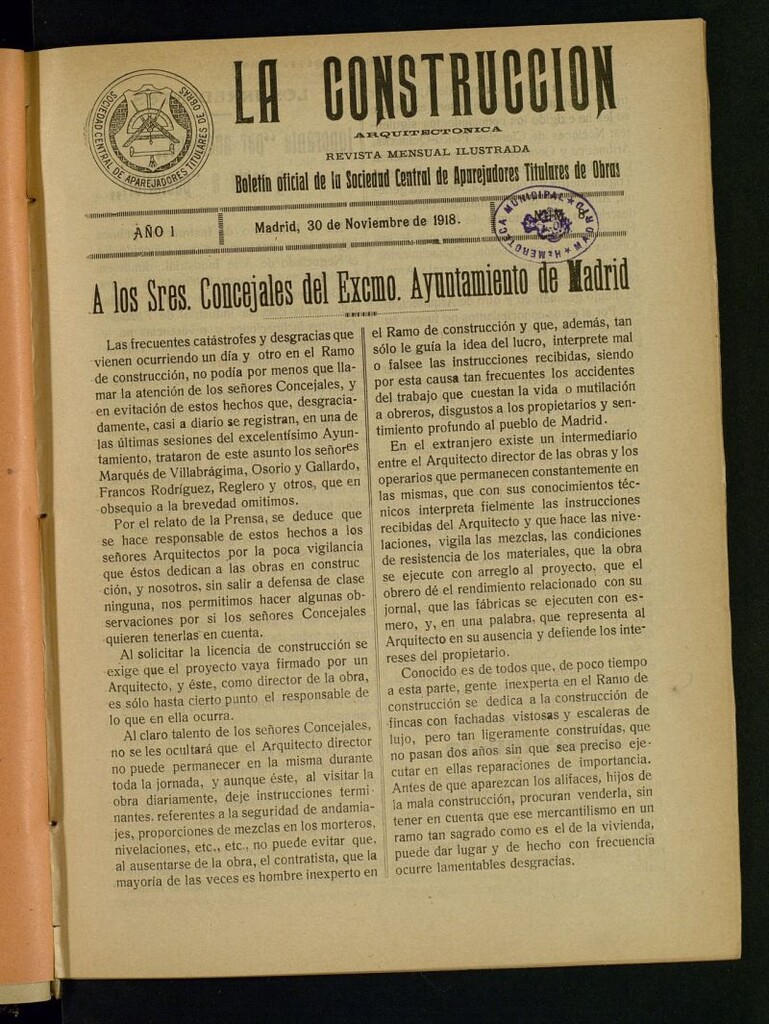 SOCIEDAD CENTRAL DE APAREJADORES TITULARES DE OBRAS
LA CONSTRUCCION
ARQUITECTONICA
REVISTA MENSUAL ILUSTRADA
Boletín oficial de la Sociedad Central de Aparejadores Titulares de Obras
AÑO I
Madrid, 30 de Noviembre de 1918.
HEMEROTECA MUNICIPAL ★ MADRID ★
A los Sres. Concejales del Excmo. Ayuntamiento de Madrid
Las frecuentes catástrofes y desgracias que
vienen ocurriendo un día y otro en el Ramo
de construcción, no podía por menos que lla-
mar la atención de los señores Concejales, y
en evitación de estos hechos que, desgracia-
damente, casi a diario se registran, en una de
las últimas sesiones del excelentísimo Ayun-
tamiento, trataron de este asunto los señores
Marqués de Villabrágima, Osorio y Gallardo,
Francos Rodríguez, Reglero y otros, que en
obsequio a la brevedad omitimos.
Por el relato de la Prensa, se deduce que
se hace responsable de estos hechos a los
señores Arquitectos por la poca vigilancia
que éstos dedican a las obras en construc-
ción, y nosotros, sin salir a defensa de clase
ninguna, nos permitimos hacer algunas ob-
servaciones por si los señores Concejales
quieren tenerlas en cuenta.
Al solicitar la licencia de construcción se
exige que el proyecto vaya firmado por un
Arquitecto, y éste, como director de la obra,
es sólo hasta cierto punto el responsable de
lo que en ella ocurra.
Al claro talento de los señores Concejales,
no se les ocultará que el Arquitecto director
no puede permanecer en la misma durante
toda la jornada, y aunque éste, al visitar la
obra diariamente, deje instrucciones termi-
nantes. referentes a la seguridad de andamia-
jes, proporciones de mezclas en los morteros,
nivelaciones, etc., etc., no puede evitar que,
al ausentarse de la obra, el contratista, que la
mayoría de las veces es hombre inexperto en
el Ramo de construcción y que, además, tan
sólo le guía la idea del lucro, interprete mal
o falsee las instrucciones recibidas, siendo
por esta causa tan frecuentes los accidentes
del trabajo que cuestan la vida o mutilación
a obreros, disgustos a los propietarios y sen-
timiento profundo al pueblo de Madrid.
En el extranjero existe un intermediario
entre el Arquitecto director de las obras y los
operarios que permanecen constantemente en
las mismas, que con sus conocimientos téc-
nicos interpreta fielmente las instrucciones
recibidas del Arquitecto y que hace las nive-
laciones, vigila las mezclas, las condiciones
de resistencia de los materiales, que la obra
se ejecute con arreglo al proyecto, que el
obrero dé el rendimiento relacionado con su
jornal, que las fábricas se ejecuten con es-
mero, y, en una palabra, que representa al
Arquitecto en su ausencia y defiende los inte-
reses del propietario.
Conocido es de todos que, de poco tiempo
a esta parte, gente inexperta en el Ramo de
construcción se dedica a la construcción de
fincas con fachadas vistosas y escaleras de
lujo, pero tan ligeramente construídas, que
no pasan dos años sin que sea preciso eje-
cutar en ellas reparaciones de importancia.
Antes de que aparezcan los alifaces, hijos de
la mala construcción, procuran venderla, sin
tener en cuenta que ese mercantilismo en un
ramo tan sagrado como es el de la vivienda,
puede dar lugar y de hecho con frecuencia
ocurre lamentables desgracias.